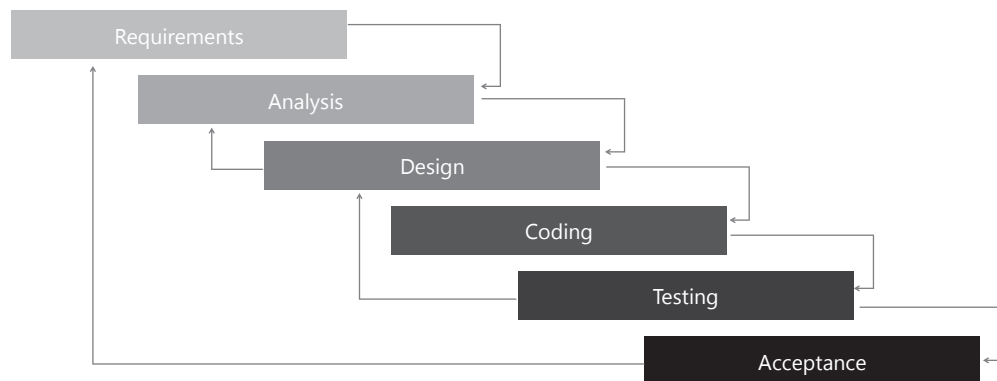 Requirements
Analysis
Design
Coding
Testing
Acceptance